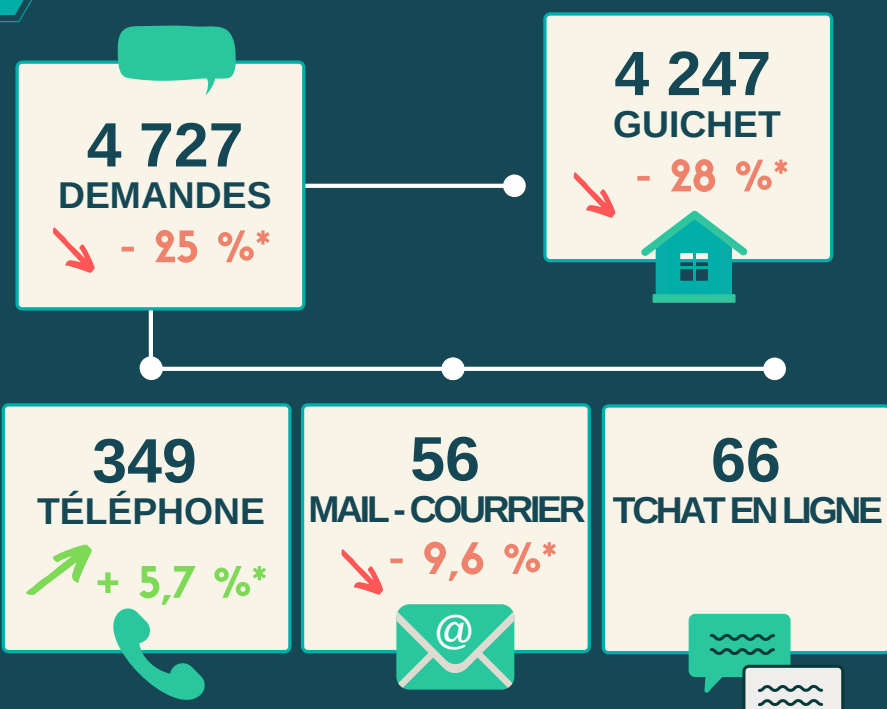 4 727
DEMANDES
- 25 %*
4 247
GUICHET
- 28 %*
349
TÉLÉPHONE
+ 5,7 %*
56
MAIL - COURRIER
- 9,6 %*
@
66
TCHAT EN LIGNE